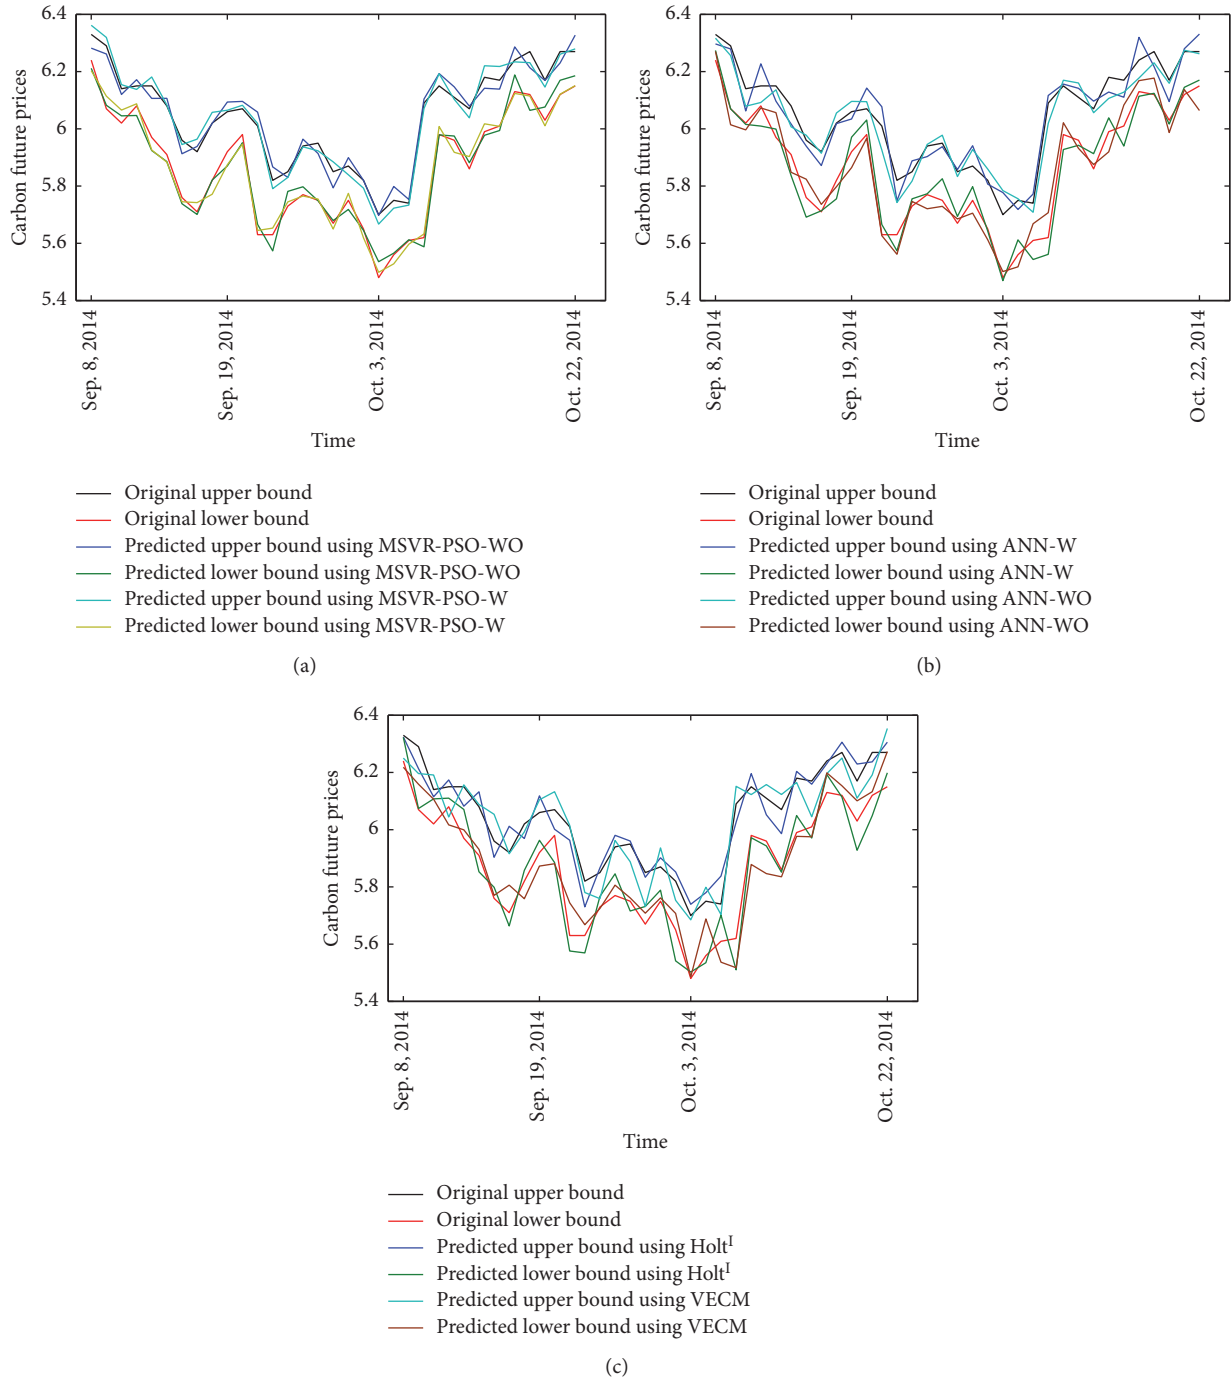 6.4
6.2
6
5.8
5.6
5.4
Carbon future prices
Sep. 8, 2014
Sep. 19, 2014
Oct. 3, 2014
Oct. 22, 2014
Time
Original upper bound
Original lower bound
Predicted upper bound using MSVR-PSO-WO
Predicted lower bound using MSVR-PSO-WO
Predicted upper bound using MSVR-PSO-W
Predicted lower bound using MSVR-PSO-W
(a)
6.4
6.2
6
5.8
5.6
5.4
Carbon future prices
Sep. 8, 2014
Sep. 19, 2014
Oct. 3, 2014
Oct. 22, 2014
Time
Original upper bound
Original lower bound
Predicted upper bound using ANN-W
Predicted lower bound using ANN-W
Predicted upper bound using ANN-WO
Predicted lower bound using ANN-WO
(b)
6.4
6.2
6
5.8
5.6
5.4
Carbon future prices
Sep. 8, 2014
Sep. 19, 2014
Oct. 3, 2014
Oct. 22, 2014
Time
Original upper bound
Original lower bound
Predicted upper bound using Holtᴵ
Predicted lower bound using Holtᴵ
Predicted upper bound using VECM
Predicted lower bound using VECM
(c)